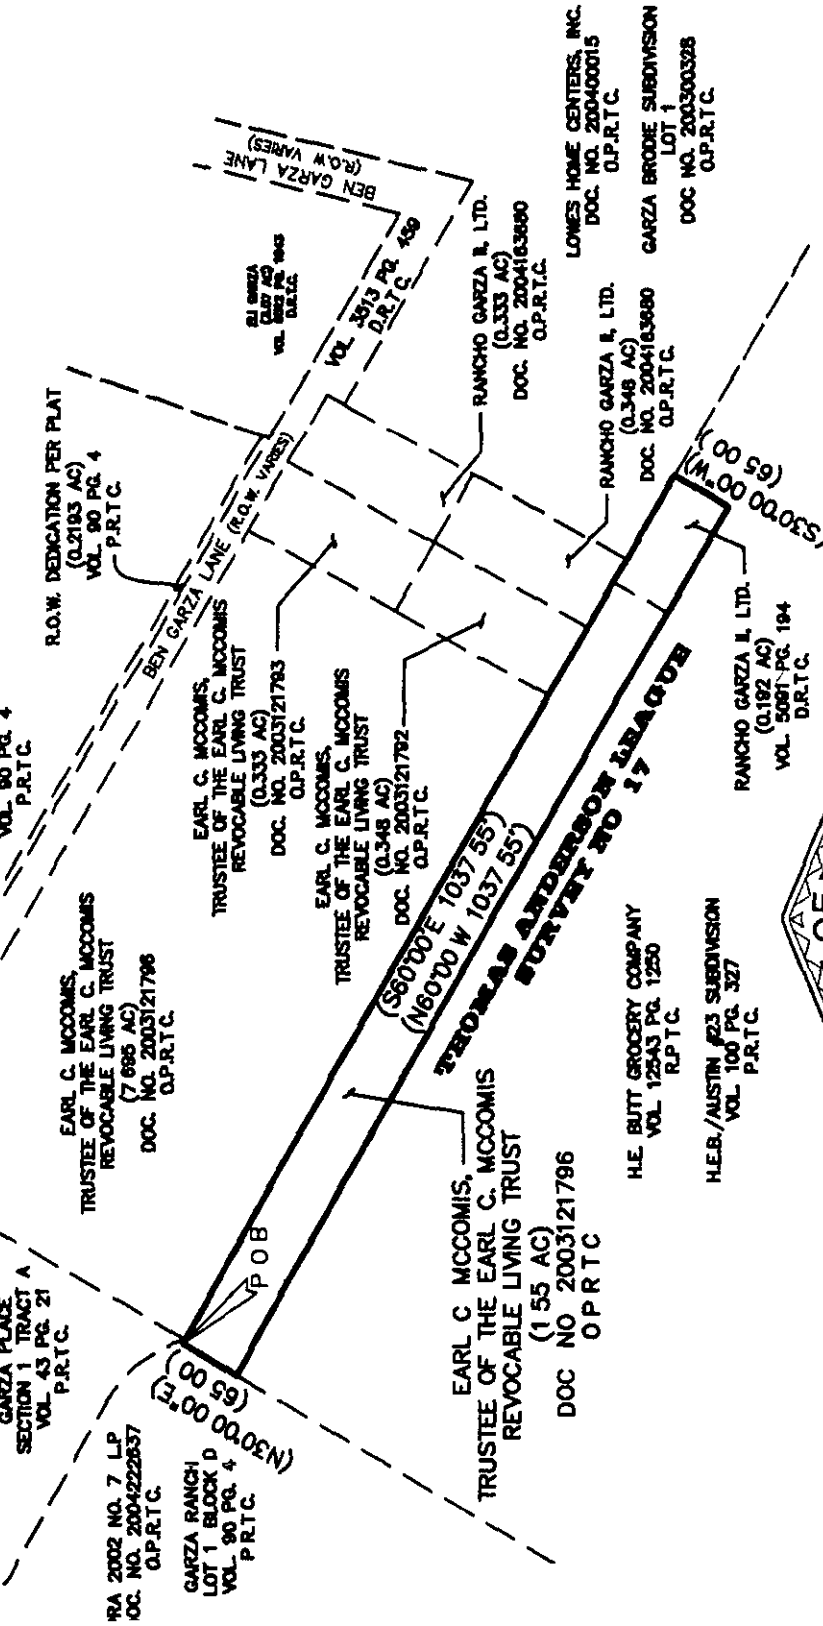 BEN GARZA LANE
(R.O.W VARIES)
LOWES HOME CENTERS, INC.
DOC. NO. 200400015
O.P.R.T.C.
GARZA BRODIE SUBDIVISION
LOT 1
DOC NO. 200300328
O.P.R.T.C.
ELI GARZA
D.R.T.C.
VOL. 3513 PG. 459
D.R.T.C.
RANCHO GARZA II, LTD.
(0.333 AC)
DOC. NO. 2004163680
O.P.R.T.C.
RANCHO GARZA II, LTD.
(0.348 AC)
DOC. NO. 2004163680
O.P.R.T.C.
R.O.W. DEDICATION PER PLAT
(0.2193 AC)
VOL. 90 PG. 4
P.R.T.C.
BEN GARZA LANE (R.O.W. VARIES)
VOL. 90 PG. 4
P.R.T.C.
EARL C. MCCOMIS,
TRUSTEE OF THE EARL C. MCCOMIS
REVOCABLE LIVING TRUST
(0.333 AC)
DOC. NO. 2003121793
O.P.R.T.C.
EARL C. MCCOMIS,
TRUSTEE OF THE EARL C. MCCOMIS
REVOCABLE LIVING TRUST
(0.348 AC)
DOC. NO. 2003121792
O.P.R.T.C.
EARL C. MCCOMIS,
TRUSTEE OF THE EARL C. MCCOMIS
REVOCABLE LIVING TRUST
(7 695 AC)
DOC. NO. 2003121796
O.P.R.T.C.
(S30°00 00"W)
(65 00 )
RANCHO GARZA II, LTD.
(0.192 AC)
VOL. 5091 PG. 194
D.R.T.C.
(S60°00'E 1037 55')
(N60°00 W 1037 55')
THOMAS ANDERSON LEAGUE
SURVEY NO 17
H.E. BUTT GROCERY COMPANY
VOL. 12543 PG. 1250
R.P.T.C.
H.E.B./AUSTIN #23 SUBDIVISION
VOL. 100 PG. 327
P.R.T.C.
OF
EARL C MCCOMIS,
TRUSTEE OF THE EARL C. MCCOMIS
REVOCABLE LIVING TRUST
(1 55 AC)
DOC NO 2003121796
O P R T C
P O B
GARZA PLACE
SECTION 1 TRACT A
VOL. 43 PG. 21
P.R.T.C.
(N30°00 00"E)
(65 00 )
RA 2002 NO. 7 L.P
OC. NO. 2004222637
O.P.R.T.C.
GARZA RANCH
LOT 1 BLOCK D
VOL. 90 PG. 4
P.R.T.C.